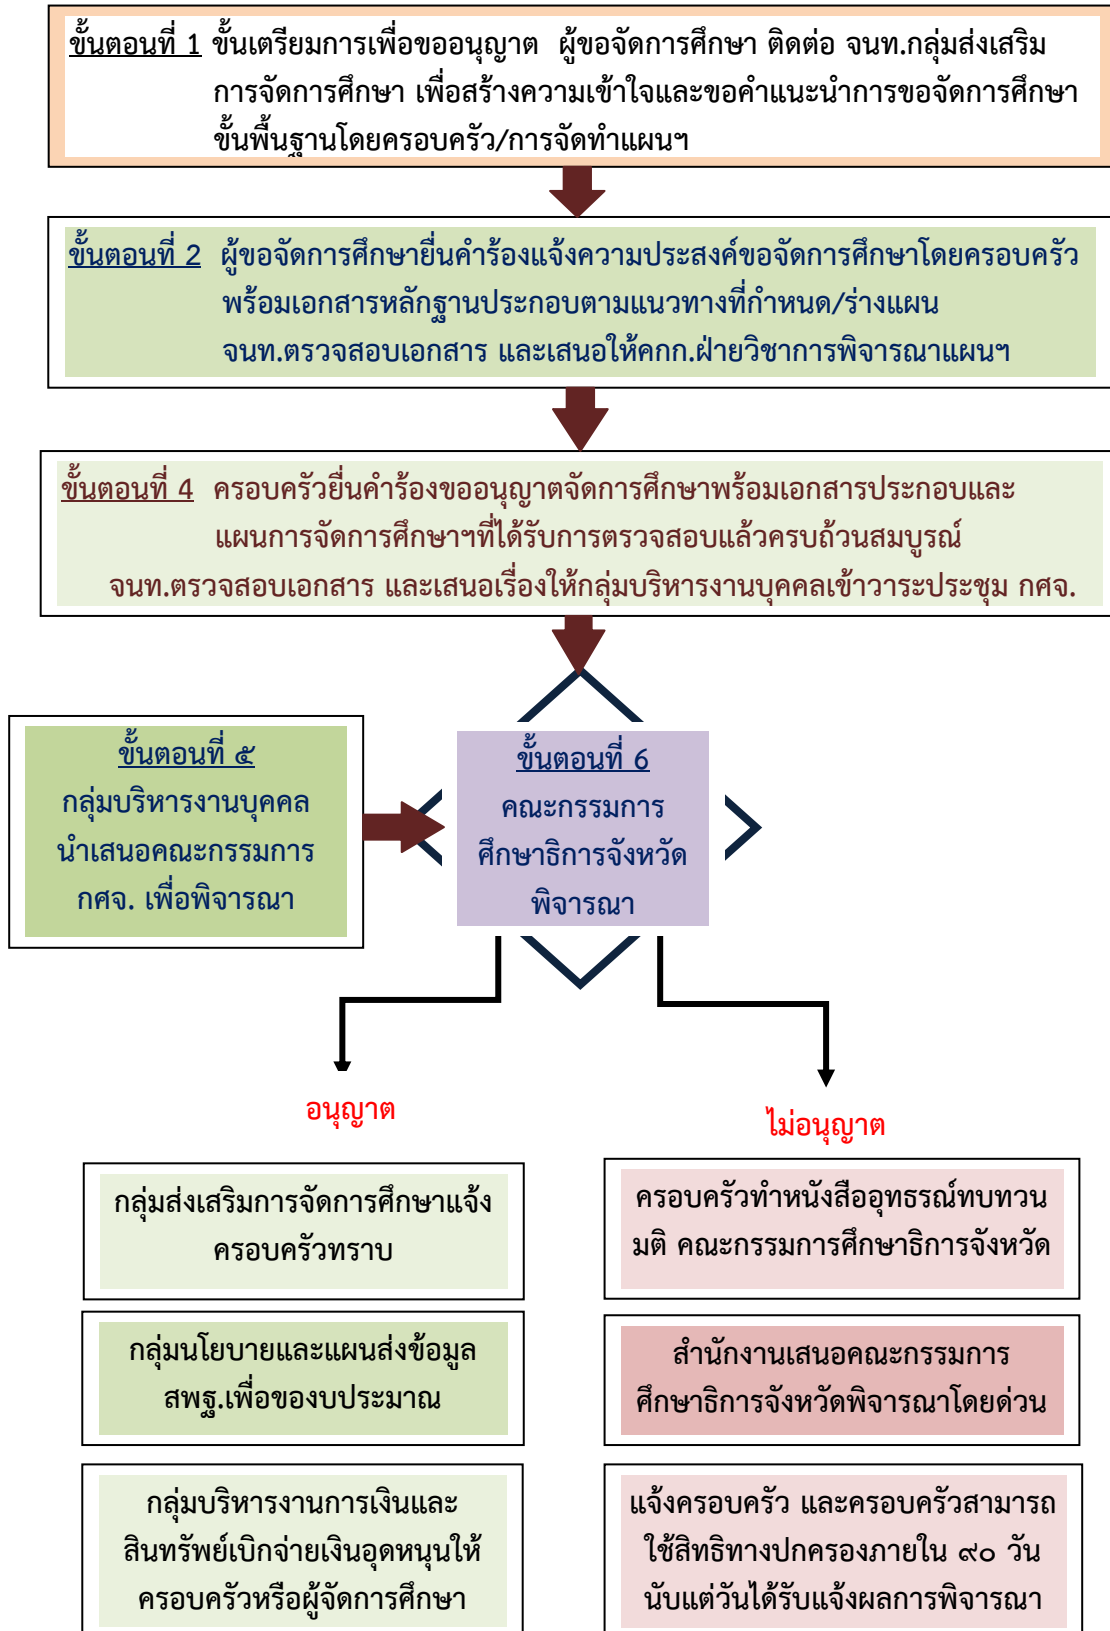 ขั้นตอนที่ 1 ขั้นเตรียมการเพื่อขออนุญาต ผู้ขอจัดการศึกษา ติดต่อ จนท.กลุ่มส่งเสริม
การจัดการศึกษา เพื่อสร้างความเข้าใจและขอคำแนะนำการขอจัดการศึกษา
ขั้นพื้นฐานโดยครอบครัว/การจัดทำแผนฯ
ขั้นตอนที่ 2 ผู้ขอจัดการศึกษายื่นคำร้องแจ้งความประสงค์ขอจัดการศึกษาโดยครอบครัว
พร้อมเอกสารหลักฐานประกอบตามแนวทางที่กำหนด/ร่างแผน
จนท.ตรวจสอบเอกสาร และเสนอให้คกก.ฝ่ายวิชาการพิจารณาแผนฯ
ขั้นตอนที่ 4 ครอบครัวยื่นคำร้องขออนุญาตจัดการศึกษาพร้อมเอกสารประกอบและ
แผนการจัดการศึกษาฯที่ได้รับการตรวจสอบแล้วครบถ้วนสมบูรณ์
จนท.ตรวจสอบเอกสาร และเสนอเรื่องให้กลุ่มบริหารงานบุคคลเข้าวาระประชุม กศจ.
ขั้นตอนที่ ๕
กลุ่มบริหารงานบุคคล
นำเสนอคณะกรรมการ
กศจ. เพื่อพิจารณา
ขั้นตอนที่ 6
คณะกรรมการ
ศึกษาธิการจังหวัด
พิจารณา
อนุญาต
ไม่อนุญาต
กลุ่มส่งเสริมการจัดการศึกษาแจ้ง
ครอบครัวทราบ
ครอบครัวทำหนังสืออุทธรณ์ทบทวน
มติ คณะกรรมการศึกษาธิการจังหวัด
กลุ่มนโยบายและแผนส่งข้อมูล
สพฐ.เพื่อของบประมาณ
สำนักงานเสนอคณะกรรมการ
ศึกษาธิการจังหวัดพิจารณาโดยด่วน
กลุ่มบริหารงานการเงินและ
สินทรัพย์เบิกจ่ายเงินอุดหนุนให้
ครอบครัวหรือผู้จัดการศึกษา
แจ้งครอบครัว และครอบครัวสามารถ
ใช้สิทธิทางปกครองภายใน ๙๐ วัน
นับแต่วันได้รับแจ้งผลการพิจารณา